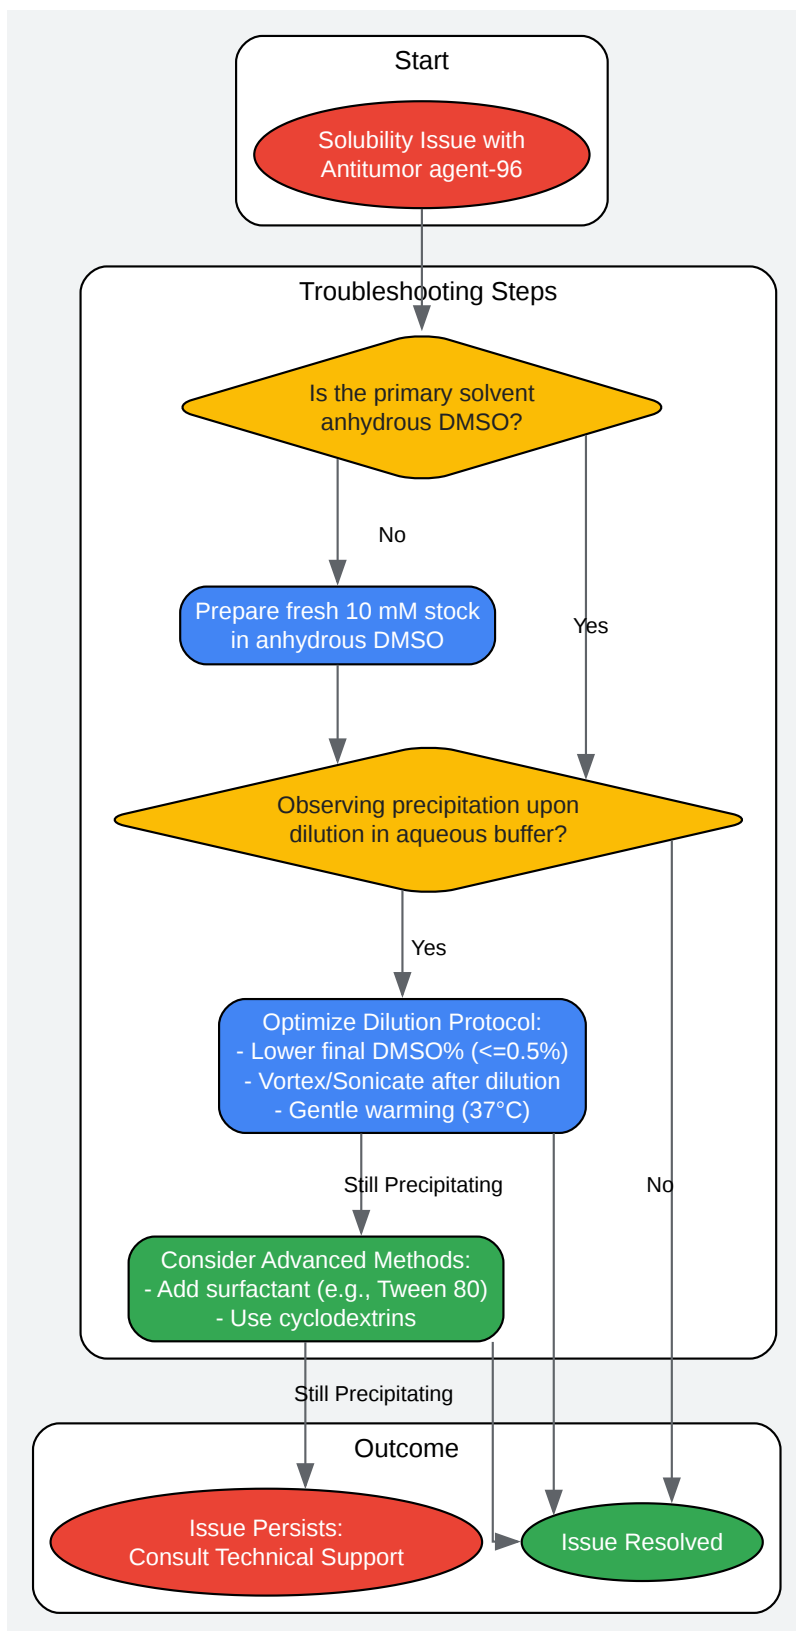 Start
Solubility Issue with
Antitumor agent-96
Troubleshooting Steps
Is the primary solvent
anhydrous DMSO?
No
Prepare fresh 10 mM stock
in anhydrous DMSO
Yes
Observing precipitation upon
dilution in aqueous buffer?
Yes
Optimize Dilution Protocol:
- Lower final DMSO% (<=0.5%)
- Vortex/Sonicate after dilution
- Gentle warming (37°C)
Still Precipitating
No
Consider Advanced Methods:
- Add surfactant (e.g., Tween 80)
- Use cyclodextrins
Still Precipitating
Outcome
Issue Persists:
Consult Technical Support
Issue Resolved